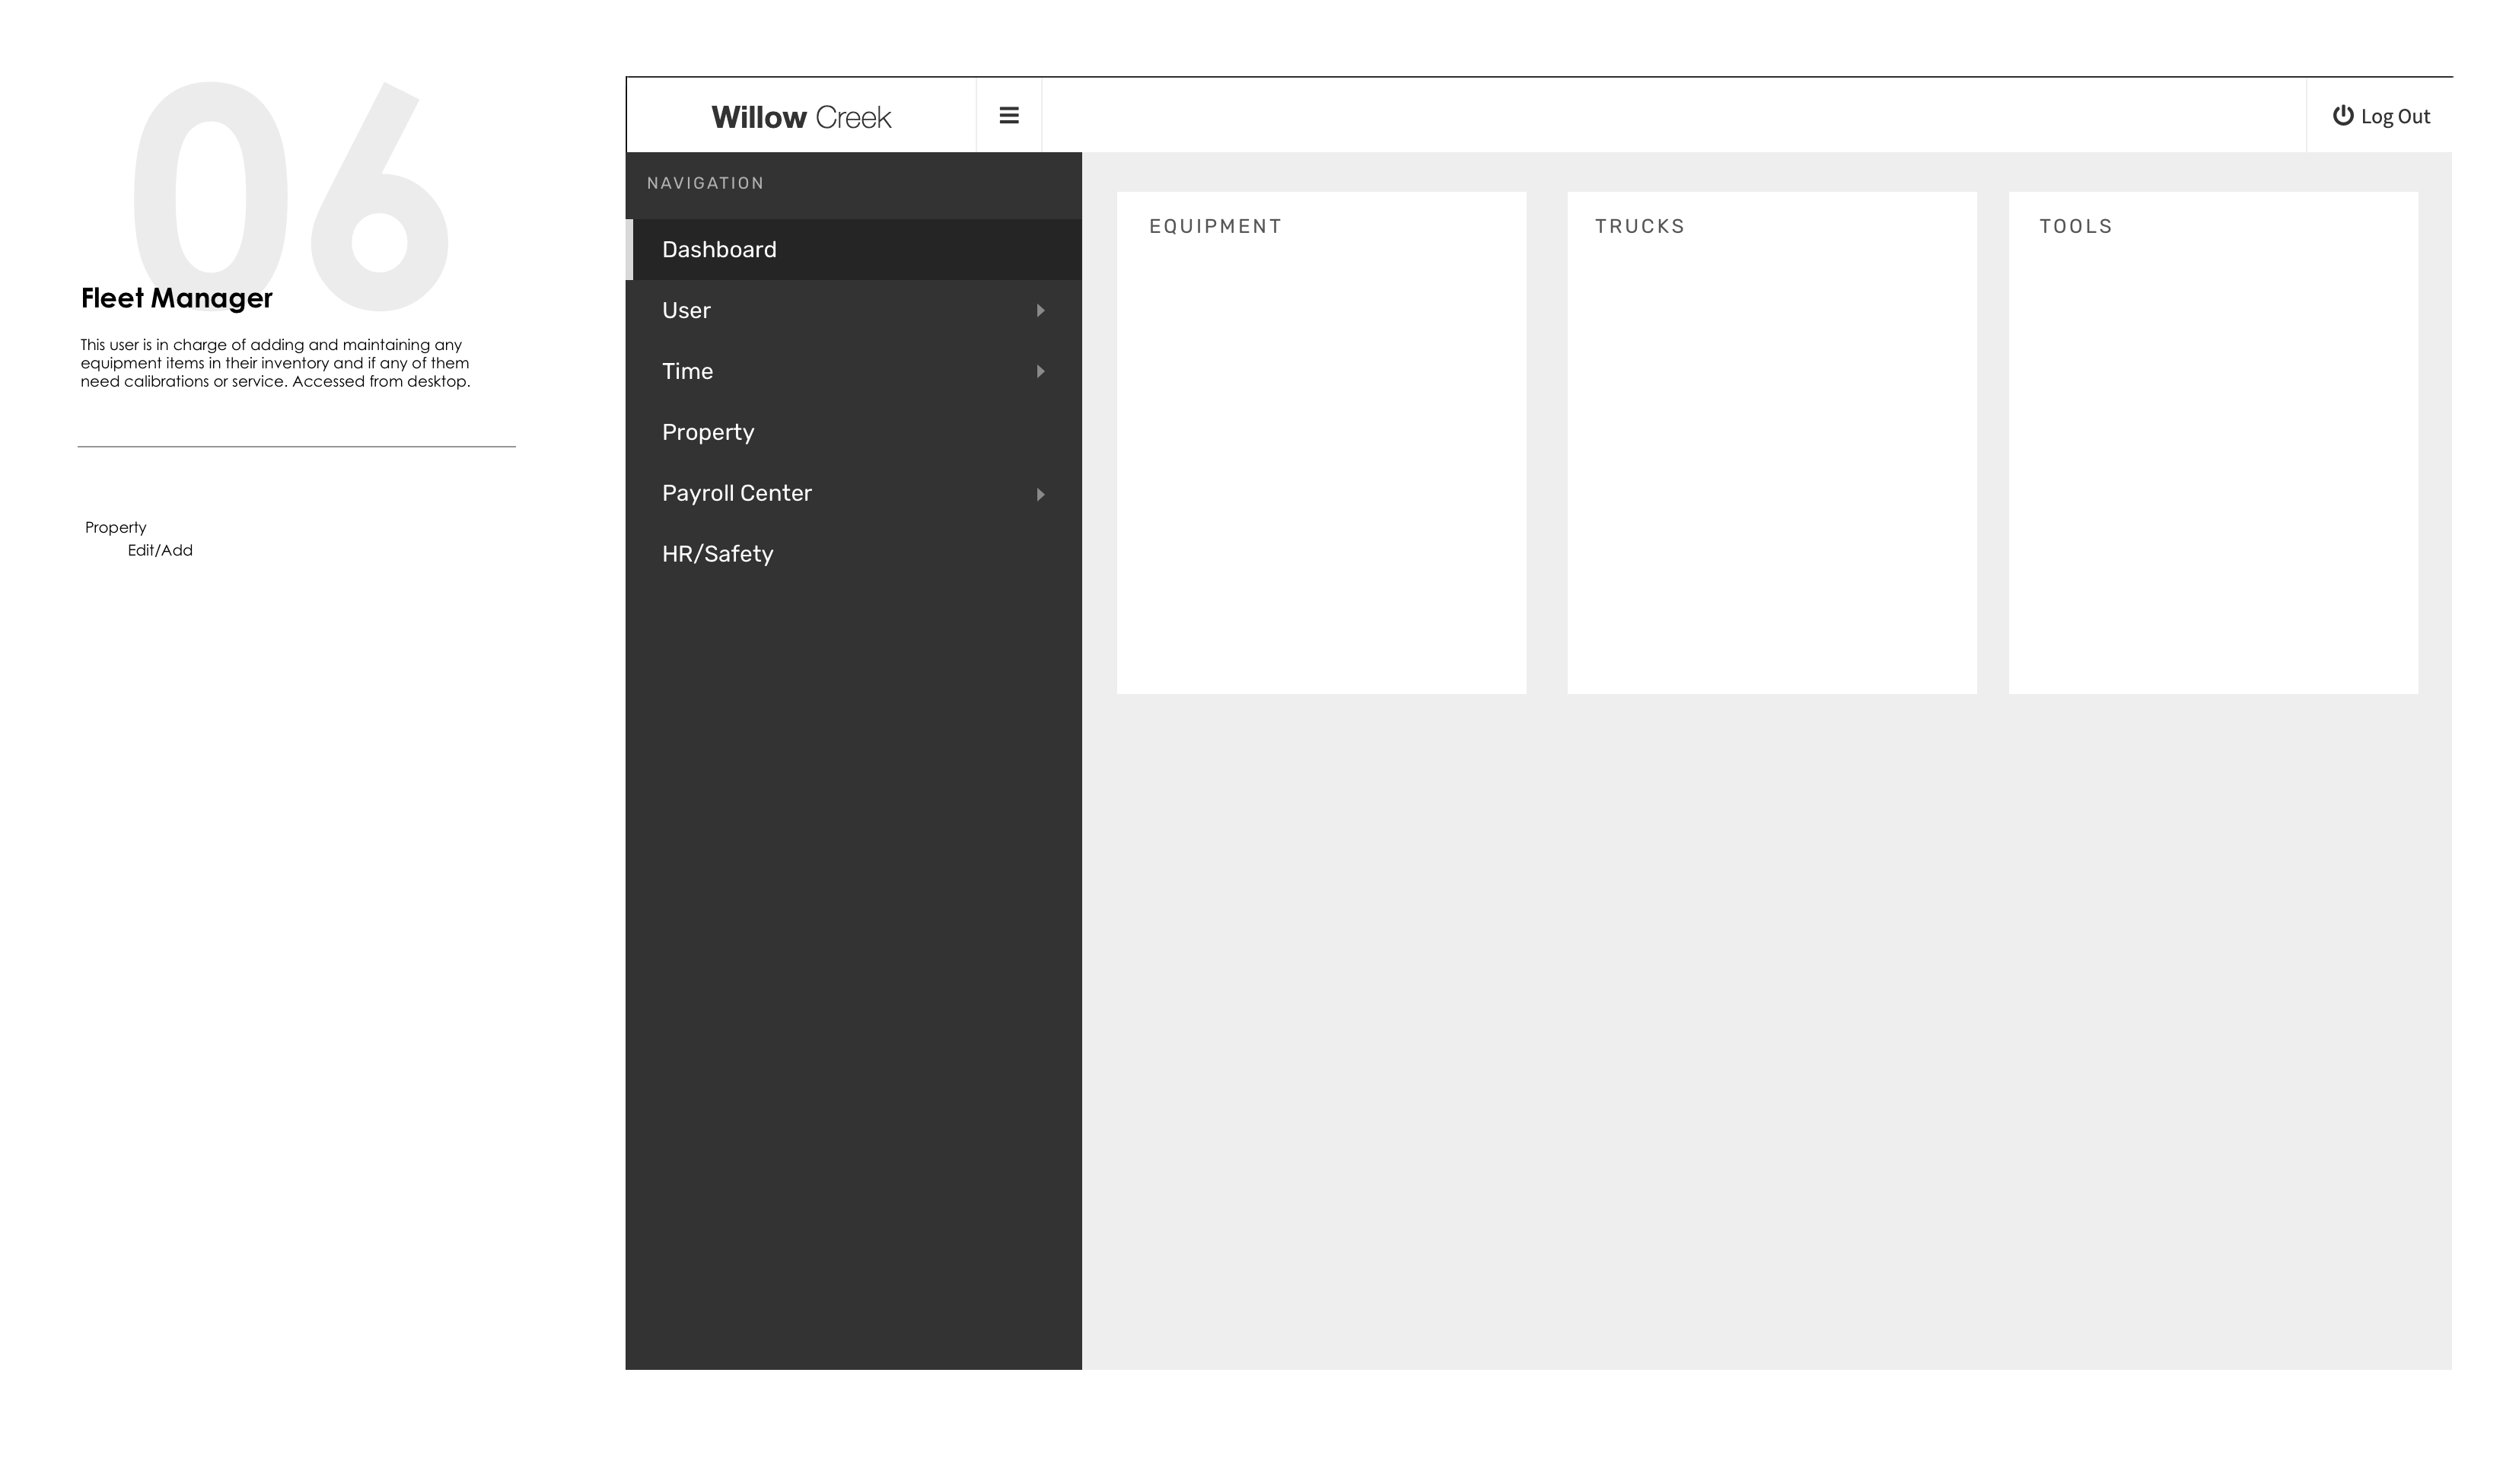 06
Fleet Manager
This user is in charge of adding and maintaining any
equipment items in their inventory and if any of them
need calibrations or service. Accessed from desktop.
Property
Edit/Add
Willow Creek
Log Out
NAVIGATION
Dashboard
User
Time
Property
Payroll Center
HR/Safety
EQUIPMENT
TRUCKS
TOOLS